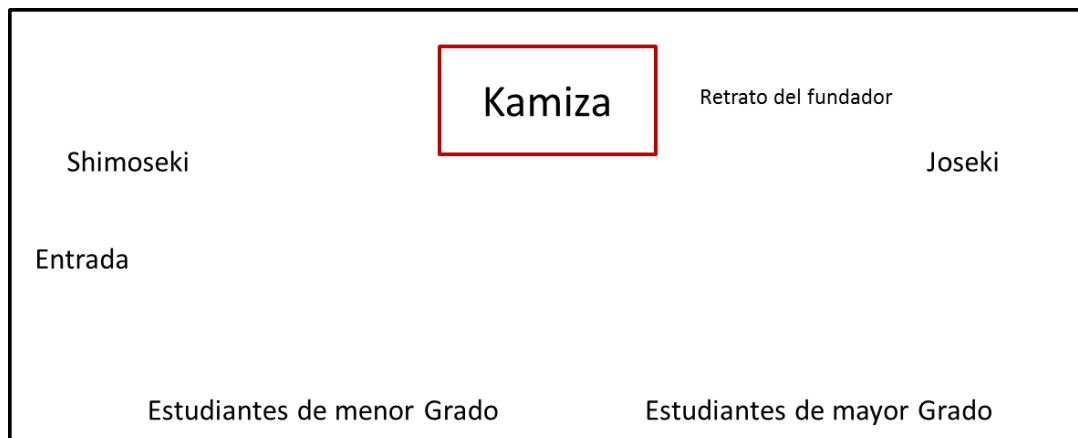 Kamiza
Retrato del fundador
Shimoseki
Joseki
Entrada
Estudiantes de menor Grado
Estudiantes de mayor Grado